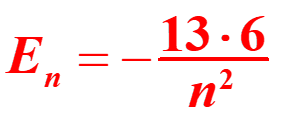 Eₙ = −13·6/n²